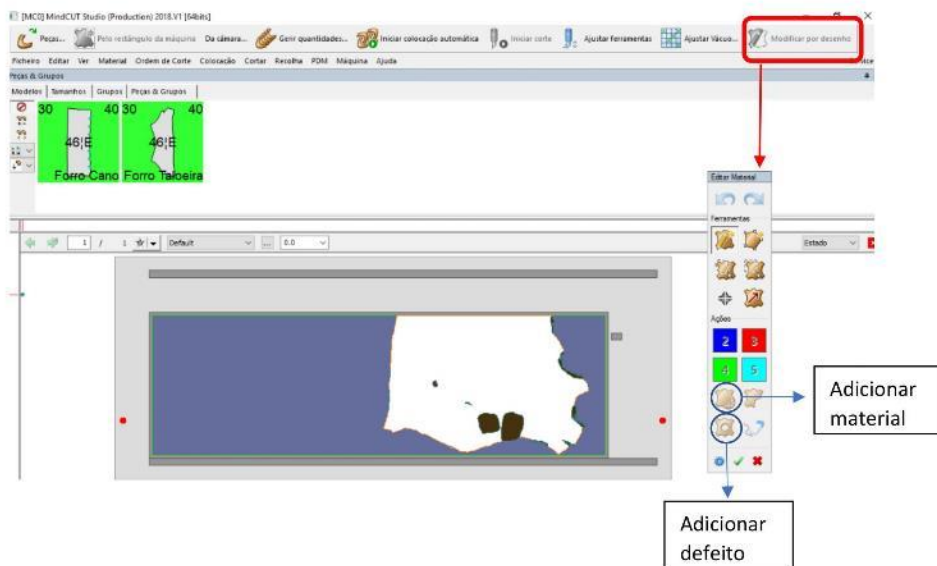 [MC0] MindCUT Studio (Production) 2018.V1 [64bits]
Peças... Pelo rectângulo da máquina Da câmara... Gerir quantidades... Iniciar colocação automática Iniciar corte Ajustar ferramentas Ajustar Vácuo... Modificar por desenho
Ficheiro Editar Ver Material Ordem de Corte Colocação Cortar Recolha PDM Máquina Ajuda
Peças & Grupos
Modelos Tamanhos Grupos Peças & Grupos
30 40 30 40
46¦E 46¦E
Forro Cano Forro Taloeira
1 / 1 Default ... 0.0 Estado
Editar Material
Ferramentas
Ações
2 3
4 5
Adicionar
material
Adicionar
defeito